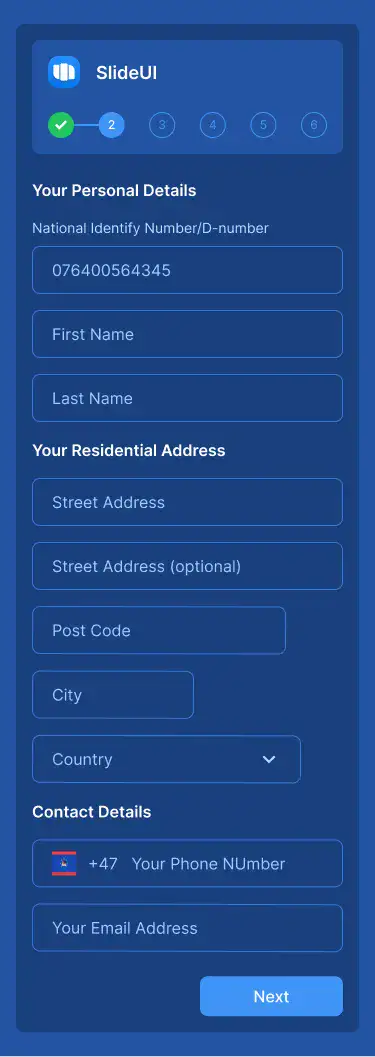 SlideUI
2 3 4 5 6
Your Personal Details
National Identify Number/D-number
076400564345
First Name
Last Name
Your Residential Address
Street Address
Street Address (optional)
Post Code
City
Country
Contact Details
+47 Your Phone NUmber
Your Email Address
Next